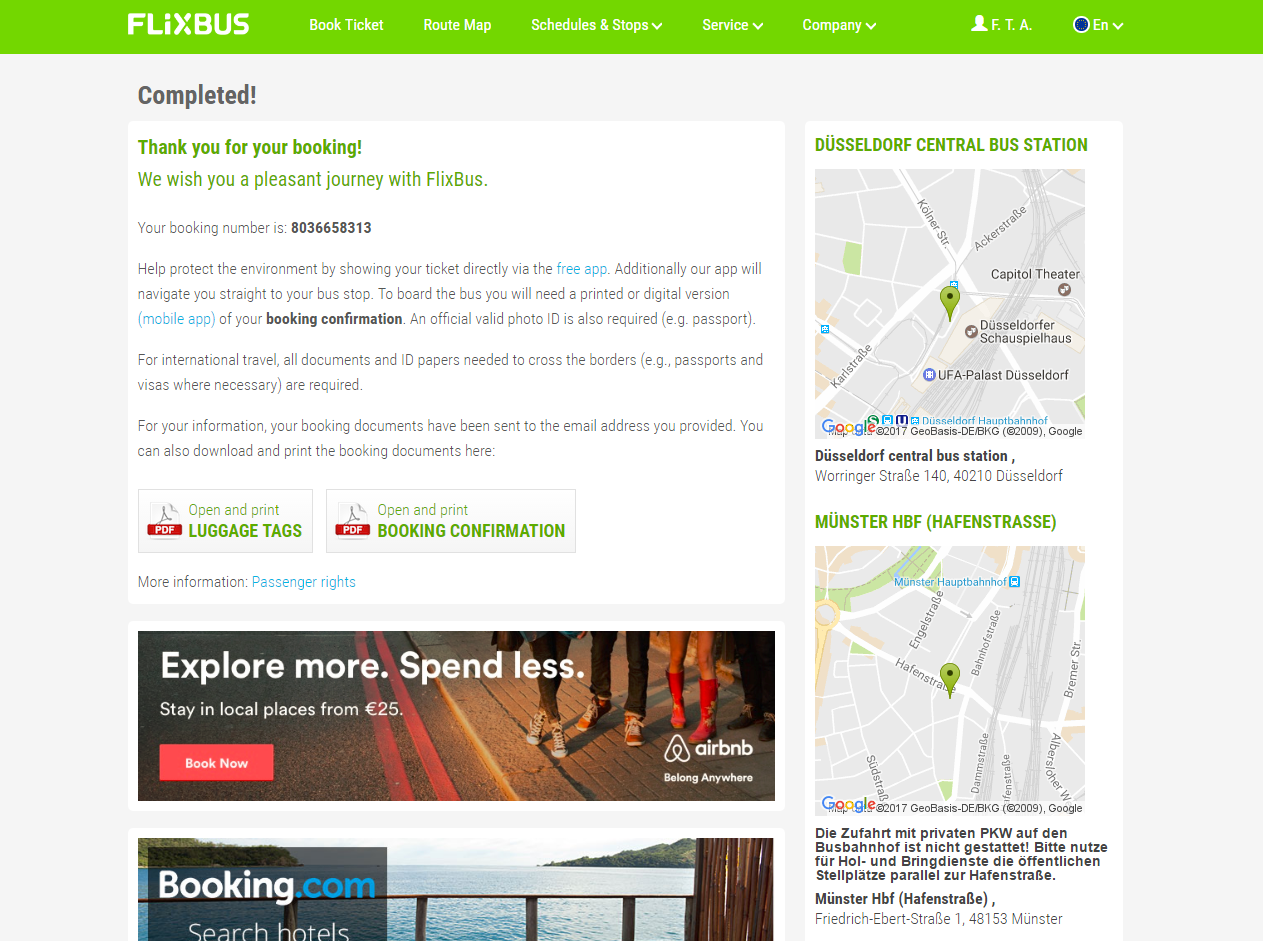 FLiXBUS
Book Ticket
Route Map
Schedules & Stops
Service
Company
F. T. A.
En
Completed!
Thank you for your booking!
We wish you a pleasant journey with FlixBus.
Your booking number is: 8036658313
Help protect the environment by showing your ticket directly via the free app. Additionally our app will
navigate you straight to your bus stop. To board the bus you will need a printed or digital version
(mobile app) of your booking confirmation. An official valid photo ID is also required (e.g. passport).
For international travel, all documents and ID papers needed to cross the borders (e.g., passports and
visas where necessary) are required.
For your information, your booking documents have been sent to the email address you provided. You
can also download and print the booking documents here:
PDF
Open and print
LUGGAGE TAGS
PDF
Open and print
BOOKING CONFIRMATION
More information: Passenger rights
Explore more. Spend less.
Stay in local places from €25.
Book Now
airbnb
Belong Anywhere
Booking.com
Search hotels
DÜSSELDORF CENTRAL BUS STATION
Kölner Str.
Ackerstraße
Capitol Theater
Düsseldorfer
Schauspielhaus
Karlstraße
UFA-Palast Düsseldorf
S
U
Düsseldorf Hauptbahnhof
Google
©2017 GeoBasis-DE/BKG (©2009), Google
Düsseldorf central bus station ,
Worringer Straße 140, 40210 Düsseldorf
MÜNSTER HBF (HAFENSTRASSE)
Münster Hauptbahnhof
Engelstraße
Bahnhofstraße
Hafenstraße
Bremer Str.
Südstraß
Dammstraße
afenstraße
Albersloher W
Google
©2017 GeoBasis-DE/BKG (©2009), Google
Die Zufahrt mit privaten PKW auf den
Busbahnhof ist nicht gestattet! Bitte nutze
für Hol- und Bringdienste die öffentlichen
Stellplätze parallel zur Hafenstraße.
Münster Hbf (Hafenstraße) ,
Friedrich-Ebert-Straße 1, 48153 Münster